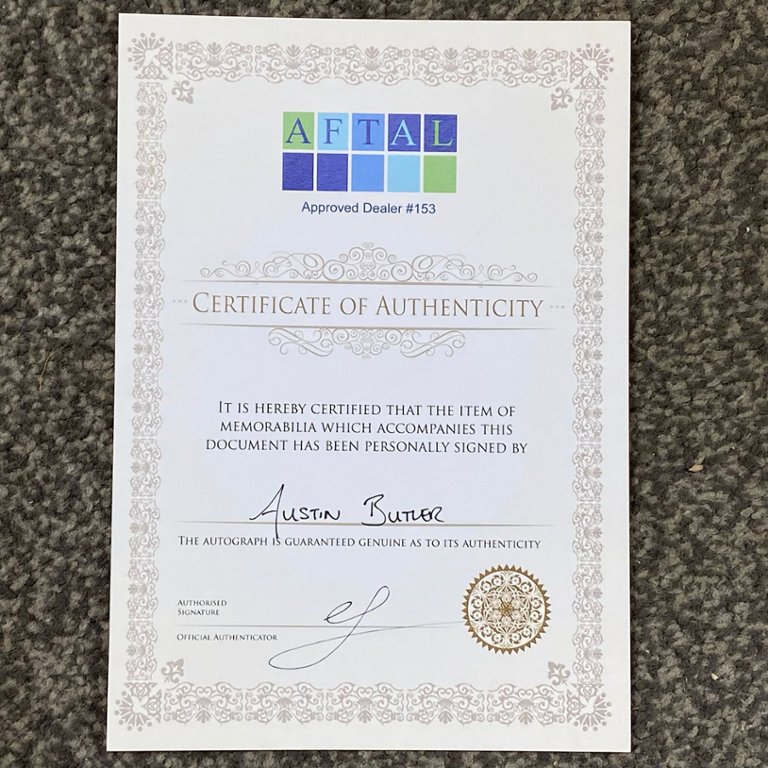 AFTAL
Approved Dealer #153
CERTIFICATE OF AUTHENTICITY
IT IS HEREBY CERTIFIED THAT THE ITEM OF
MEMORABILIA WHICH ACCOMPANIES THIS
DOCUMENT HAS BEEN PERSONALLY SIGNED BY
AUSTIN BUTLER
THE AUTOGRAPH IS GUARANTEED GENUINE AS TO ITS AUTHENTICITY
AUTHORISED
SIGNATURE
OFFICIAL AUTHENTICATOR